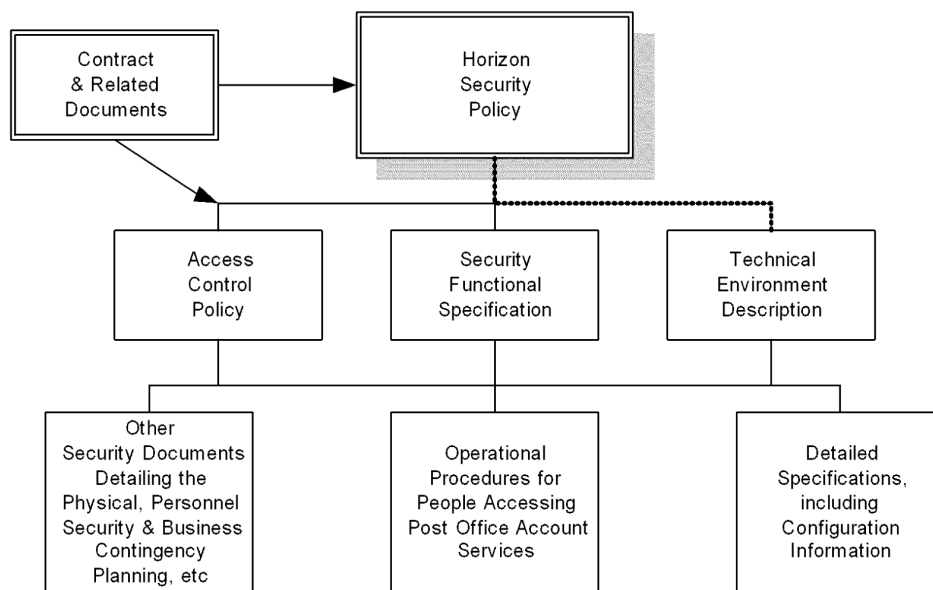 Contract
& Related
Documents
Horizon
Security
Policy
Access
Control
Policy
Security
Functional
Specification
Technical
Environment
Description
Other
Security Documents
Detailing the
Physical, Personnel
Security & Business
Contingency
Planning, etc
Operational
Procedures for
People Accessing
Post Office Account
Services
Detailed
Specifications,
including
Configuration
Information